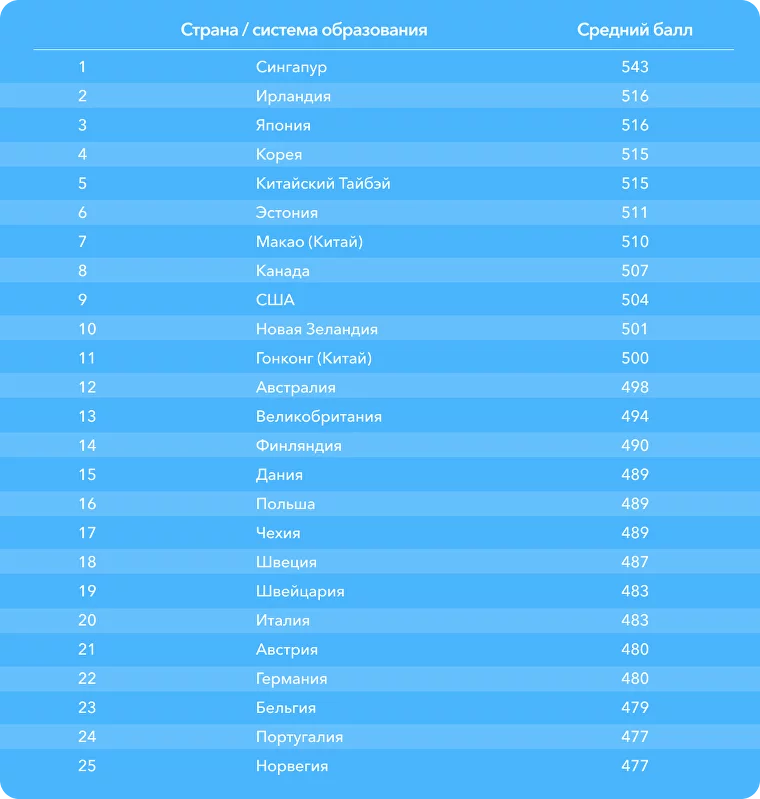 Страна / система образования Средний балл
1 Сингапур 543
2 Ирландия 516
3 Япония 516
4 Корея 515
5 Китайский Тайбэй 515
6 Эстония 511
7 Макао (Китай) 510
8 Канада 507
9 США 504
10 Новая Зеландия 501
11 Гонконг (Китай) 500
12 Австралия 498
13 Великобритания 494
14 Финляндия 490
15 Дания 489
16 Польша 489
17 Чехия 489
18 Швеция 487
19 Швейцария 483
20 Италия 483
21 Австрия 480
22 Германия 480
23 Бельгия 479
24 Португалия 477
25 Норвегия 477